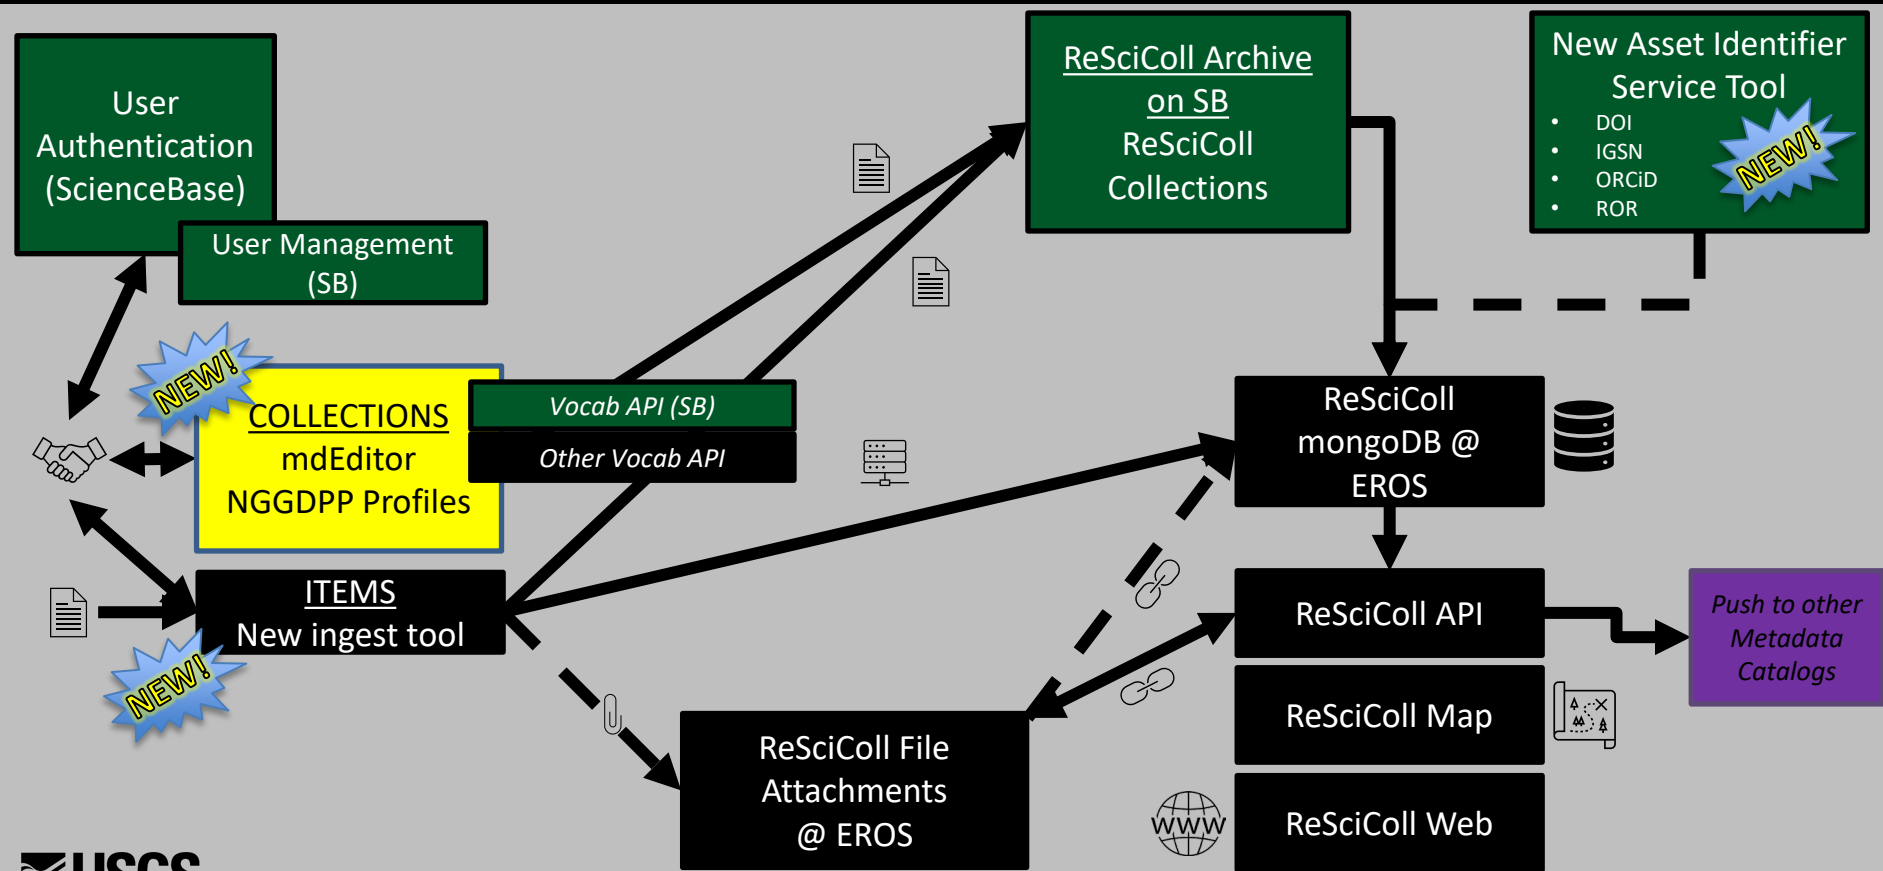 User
Authentication
(ScienceBase)
User Management
(SB)
NEW!
COLLECTIONS
mdEditor
NGGDPP Profiles
Vocab API (SB)
Other Vocab API
ITEMS
New ingest tool
NEW!
ReSciColl Archive
on SB
ReSciColl
Collections
New Asset Identifier
Service Tool
• DOI
• IGSN
• ORCiD
• ROR
NEW!
ReSciColl
mongoDB @
EROS
ReSciColl API
ReSciColl Map
ReSciColl Web
WWW
Push to other
Metadata
Catalogs
ReSciColl File
Attachments
@ EROS
USGS